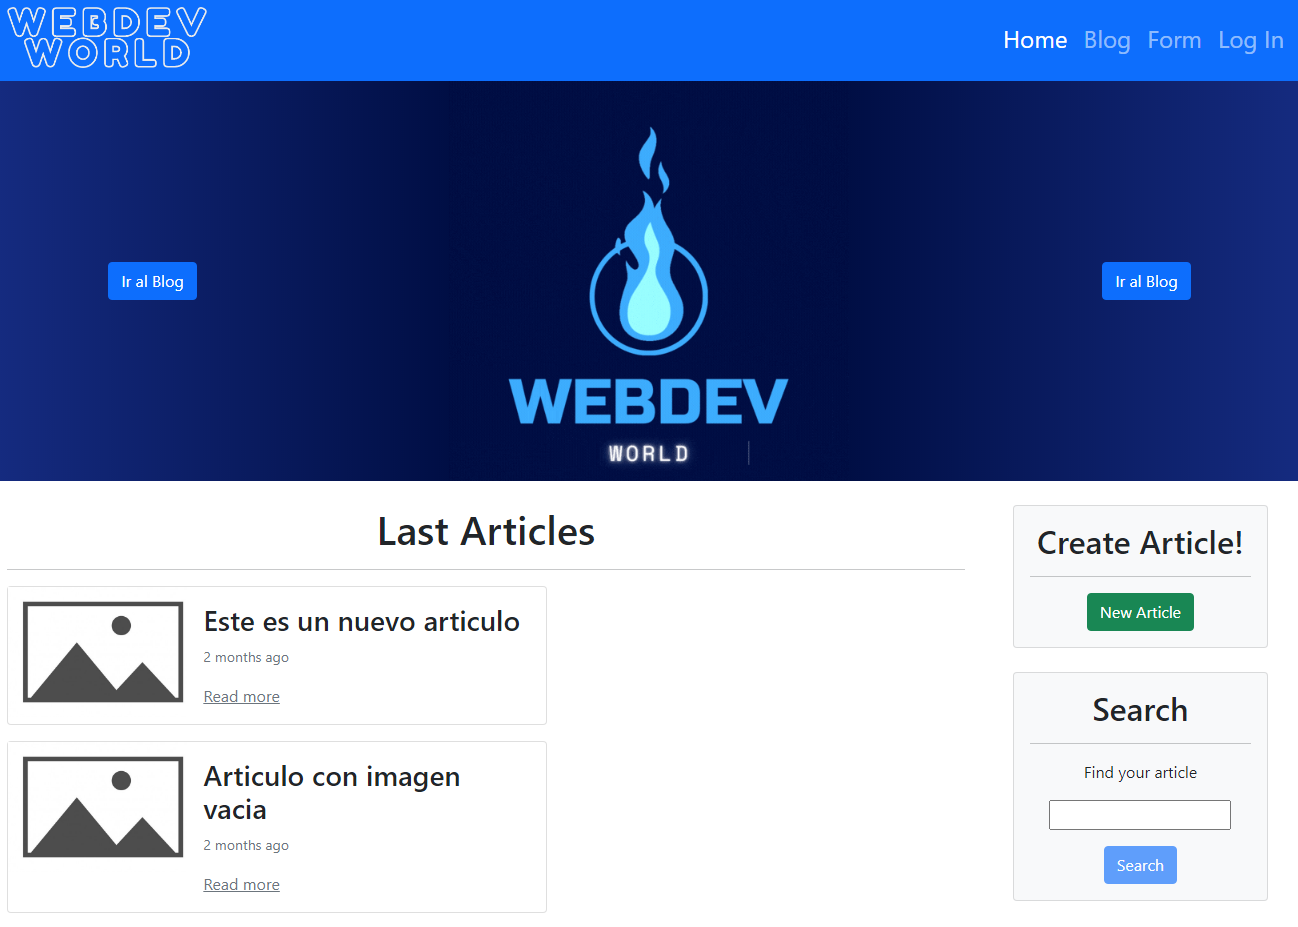 WEBDEV
WORLD
Home Blog Form Log In
Ir al Blog
Ir al Blog
WEBDEV
WORLD
Last Articles
Este es un nuevo articulo
2 months ago
Read more
Articulo con imagen
vacia
2 months ago
Read more
Create Article!
New Article
Search
Find your article
Search